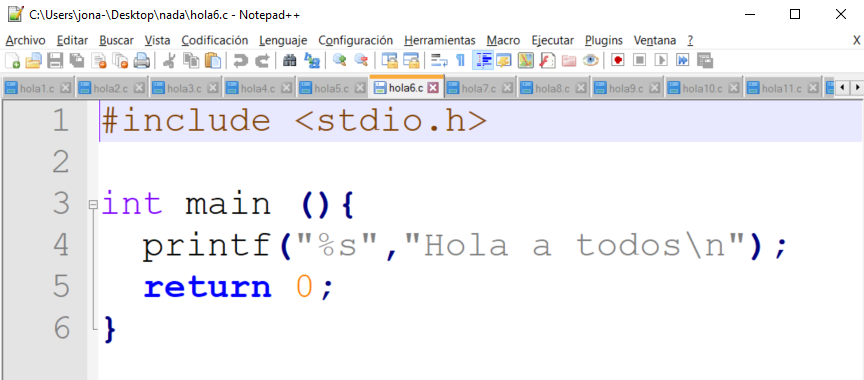 C:\Users\jona-\Desktop\nada\hola6.c - Notepad++
Archivo Editar Buscar Vista Codificación Lenguaje Configuración Herramientas Macro Ejecutar Plugins Ventana ? X
hola1.c hola2.c hola3.c hola4.c hola5.c hola6.c hola7.c hola8.c hola9.c hola10.c hola11.c
1 #include <stdio.h>
2
3 int main (){
4 printf("%s","Hola a todos\n");
5 return 0;
6 }